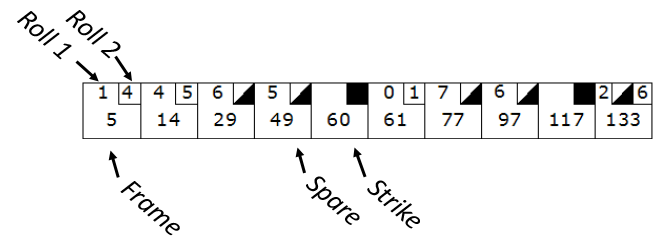 Roll 1
Roll 2
1 4 4 5 6 5 0 1 7 6 2 6
5 14 29 49 60 61 77 97 117 133
Frame
Spare
Strike